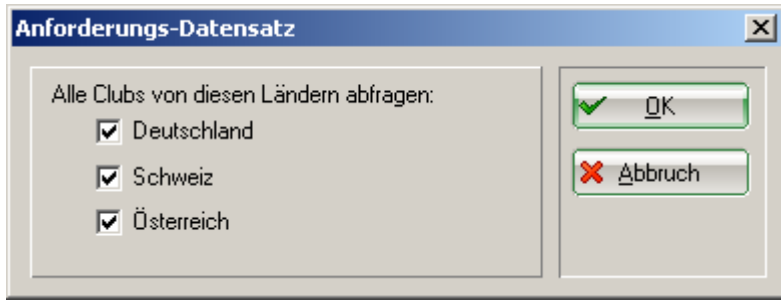 Anforderungs-Datensatz
Alle Clubs von diesen Ländern abfragen:
Deutschland
Schweiz
Österreich
OK
Abbruch